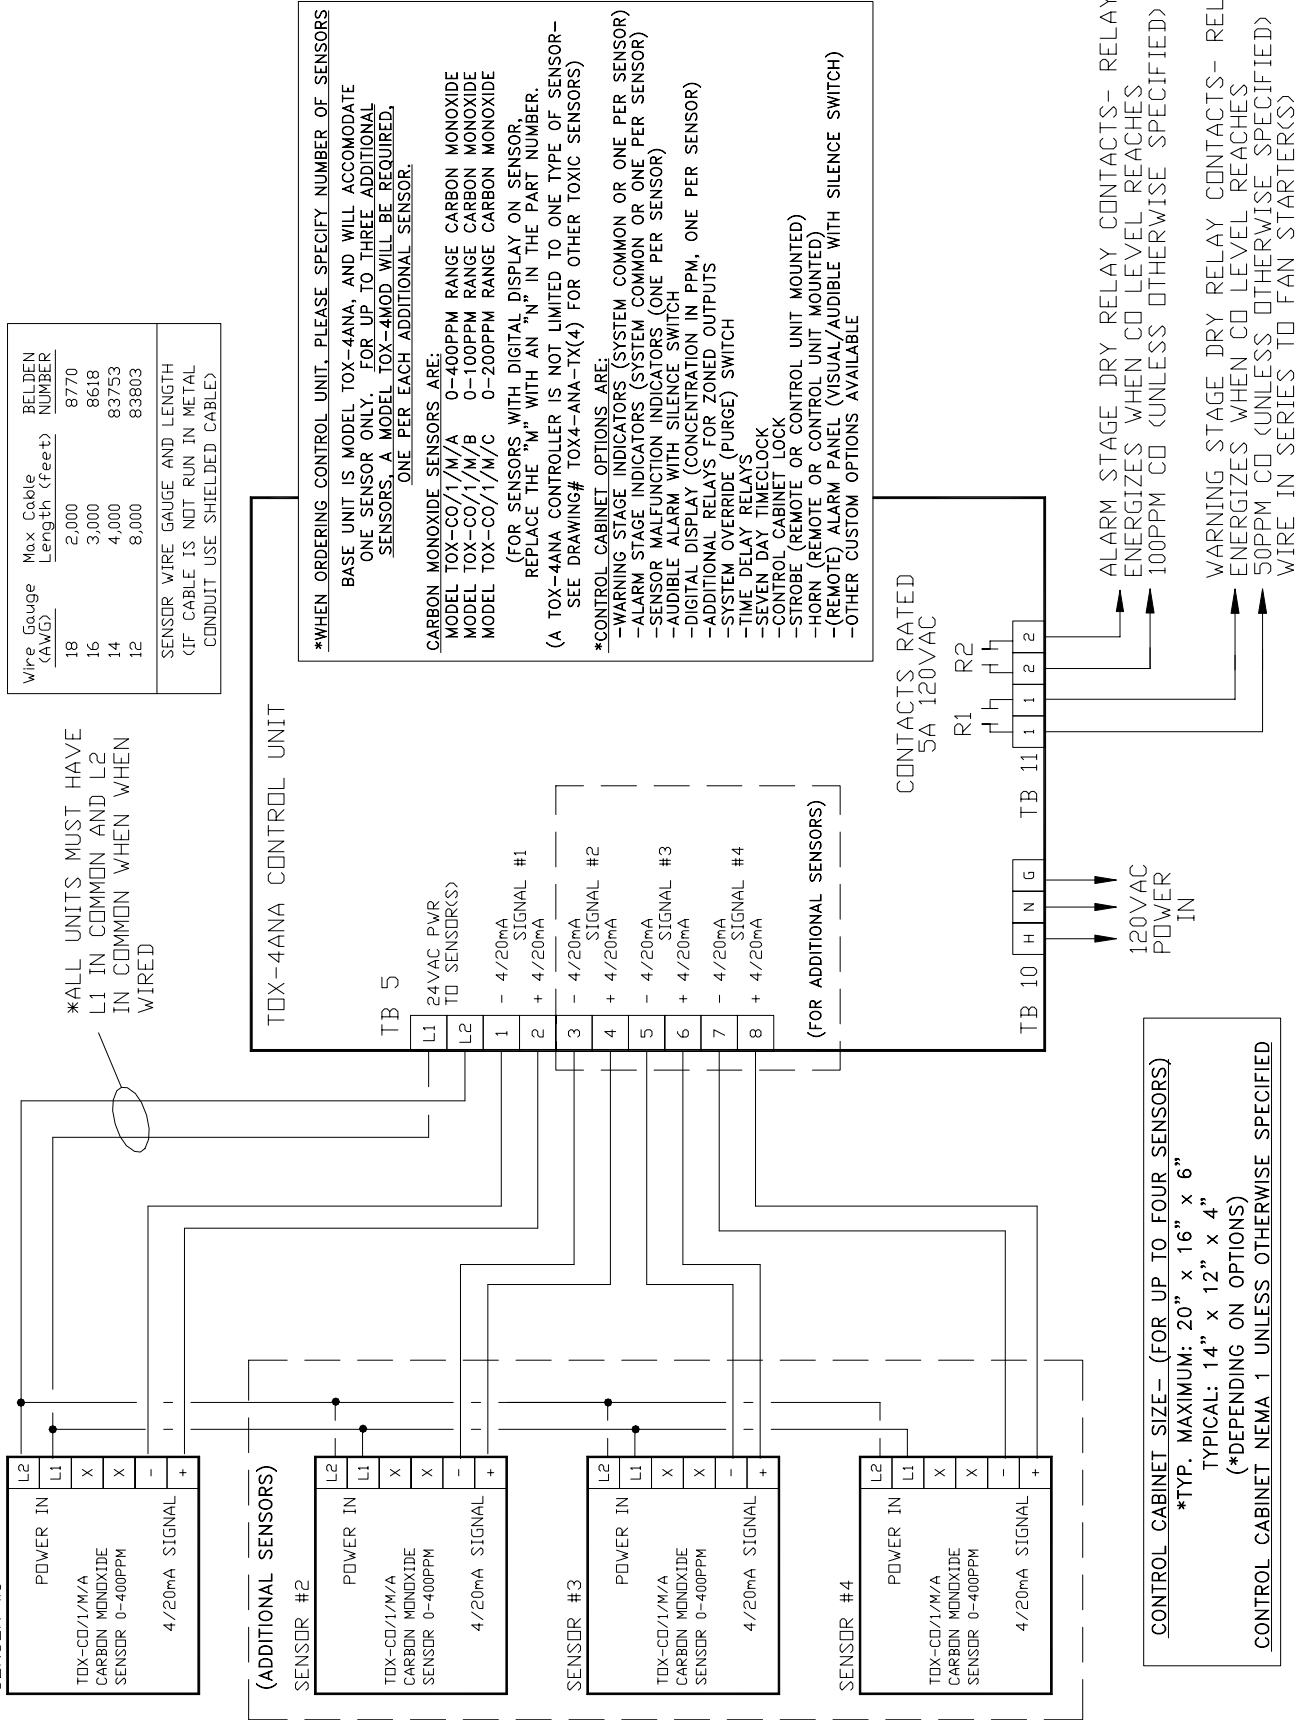 POWER IN
TOX-CO/1/M/A
CARBON MONOXIDE
SENSOR 0-400PPM
4/20mA SIGNAL
L2
L1
X
X
-
+
(ADDITIONAL SENSORS)
SENSOR #2
POWER IN
TOX-CO/1/M/A
CARBON MONOXIDE
SENSOR 0-400PPM
4/20mA SIGNAL
L2
L1
X
X
-
+
SENSOR #3
POWER IN
TOX-CO/1/M/A
CARBON MONOXIDE
SENSOR 0-400PPM
4/20mA SIGNAL
L2
L1
X
X
-
+
SENSOR #4
POWER IN
TOX-CO/1/M/A
CARBON MONOXIDE
SENSOR 0-400PPM
4/20mA SIGNAL
L2
L1
X
X
-
+
*ALL UNITS MUST HAVE
L1 IN COMMON AND L2
IN COMMON WHEN WHEN
WIRED
Wire Gauge Max Cable BELDEN
(AWG) Length (feet) NUMBER
18 2,000 8770
16 3,000 8618
14 4,000 83753
12 8,000 83803
SENSOR WIRE GAUGE AND LENGTH
(IF CABLE IS NOT RUN IN METAL
CONDUIT USE SHIELDED CABLE)
TOX-4ANA CONTROL UNIT
TB 5
L1 24VAC PWR
L2 TO SENSOR(S)
1 - 4/20mA
SIGNAL #1
2 + 4/20mA
3 - 4/20mA
SIGNAL #2
4 + 4/20mA
5 - 4/20mA
SIGNAL #3
6 + 4/20mA
7 - 4/20mA
SIGNAL #4
8 + 4/20mA
(FOR ADDITIONAL SENSORS)
CONTACTS RATED
5A 120VAC
R1 R2
TB 10 H N G TB 11 1 1 2 2
120VAC
POWER
IN
*WHEN ORDERING CONTROL UNIT, PLEASE SPECIFY NUMBER OF SENSORS
BASE UNIT IS MODEL TOX-4ANA, AND WILL ACCOMODATE
ONE SENSOR ONLY. FOR UP TO THREE ADDITIONAL
SENSORS, A MODEL TOX-4MOD WILL BE REQUIRED,
ONE PER EACH ADDITIONAL SENSOR.
CARBON MONOXIDE SENSORS ARE:
MODEL TOX-CO/1/M/A 0-400PPM RANGE CARBON MONOXIDE
MODEL TOX-CO/1/M/B 0-100PPM RANGE CARBON MONOXIDE
MODEL TOX-CO/1/M/C 0-200PPM RANGE CARBON MONOXIDE
(FOR SENSORS WITH DIGITAL DISPLAY ON SENSOR,
REPLACE THE "M" WITH AN "N" IN THE PART NUMBER.
(A TOX-4ANA CONTROLLER IS NOT LIMITED TO ONE TYPE OF SENSOR-
SEE DRAWING# TOX4-ANA-TX(4) FOR OTHER TOXIC SENSORS)
*CONTROL CABINET OPTIONS ARE:
-WARNING STAGE INDICATORS (SYSTEM COMMON OR ONE PER SENSOR)
-ALARM STAGE INDICATORS (SYSTEM COMMON OR ONE PER SENSOR)
-SENSOR MALFUNCTION INDICATORS (ONE PER SENSOR)
-AUDIBLE ALARM WITH SILENCE SWITCH
-DIGITAL DISPLAY (CONCENTRATION IN PPM, ONE PER SENSOR)
-ADDITIONAL RELAYS FOR ZONED OUTPUTS
-SYSTEM OVERRIDE (PURGE) SWITCH
-TIME DELAY RELAYS
-SEVEN DAY TIMECLOCK
-CONTROL CABINET LOCK
-STROBE (REMOTE OR CONTROL UNIT MOUNTED)
-HORN (REMOTE OR CONTROL UNIT MOUNTED)
-(REMOTE) ALARM PANEL (VISUAL/AUDIBLE WITH SILENCE SWITCH)
-OTHER CUSTOM OPTIONS AVAILABLE
CONTROL CABINET SIZE- (FOR UP TO FOUR SENSORS)
*TYP. MAXIMUM: 20" x 16" x 6"
TYPICAL: 14" x 12" x 4"
(*DEPENDING ON OPTIONS)
CONTROL CABINET NEMA 1 UNLESS OTHERWISE SPECIFIED
ALARM STAGE DRY RELAY CONTACTS- RELAY
ENERGIZES WHEN CO LEVEL REACHES
100PPM CO (UNLESS OTHERWISE SPECIFIED)
WARNING STAGE DRY RELAY CONTACTS-
ENERGIZES WHEN CO LEVEL REACHES
50PPM CO (UNLESS OTHERWISE SPECIFIED)
WIRE IN SERIES TO FAN STARTER(S)